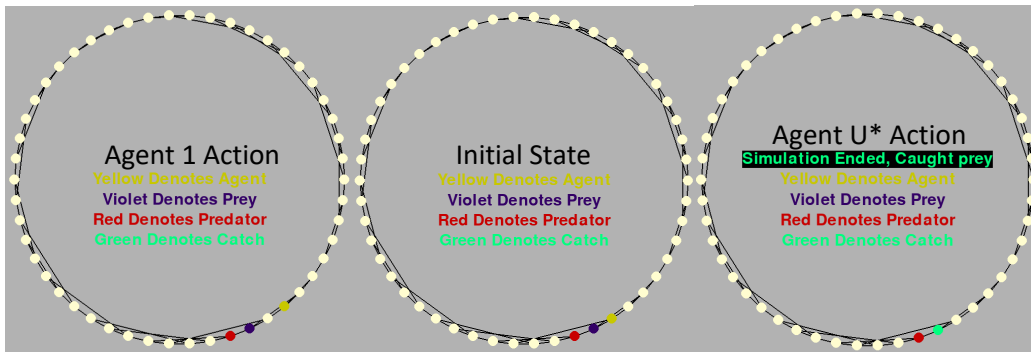 Agent 1 Action
Yellow Denotes Agent
Violet Denotes Prey
Red Denotes Predator
Green Denotes Catch
Initial State
Yellow Denotes Agent
Violet Denotes Prey
Red Denotes Predator
Green Denotes Catch
Agent U* Action
Simulation Ended, Caught prey
Yellow Denotes Agent
Violet Denotes Prey
Red Denotes Predator
Green Denotes Catch